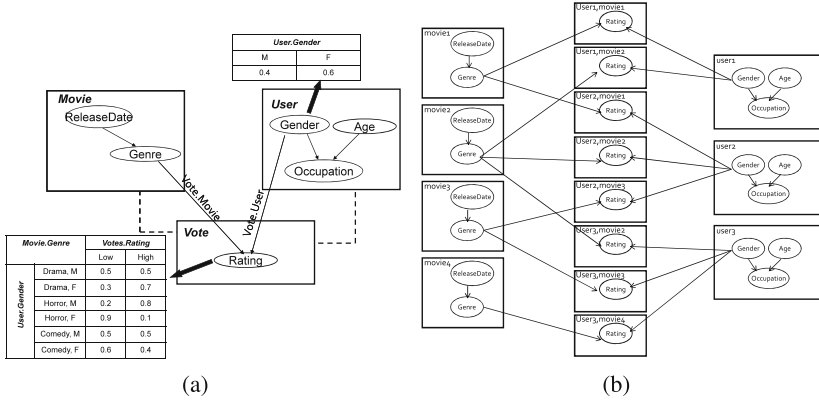 User.Gender
M F
0.4 0.6
Movie
ReleaseDate
Genre
User
Gender
Age
Occupation
Vote.Movie
Vote.User
Vote
Rating
Movie.Genre Votes.Rating
Low High
User.Gender
Drama, M 0.5 0.5
Drama, F 0.3 0.7
Horror, M 0.2 0.8
Horror, F 0.9 0.1
Comedy, M 0.5 0.5
Comedy, F 0.6 0.4
(a)
movie1
ReleaseDate
Genre
movie2
ReleaseDate
Genre
movie3
ReleaseDate
Genre
movie4
ReleaseDate
Genre
User1,movie1
Rating
User1,movie2
Rating
User2,movie1
Rating
User2,movie2
Rating
User2,movie3
Rating
User3,movie2
Rating
User3,movie3
Rating
User3,movie4
Rating
user1
Gender Age
Occupation
user2
Gender Age
Occupation
user3
Gender Age
Occupation
(b)